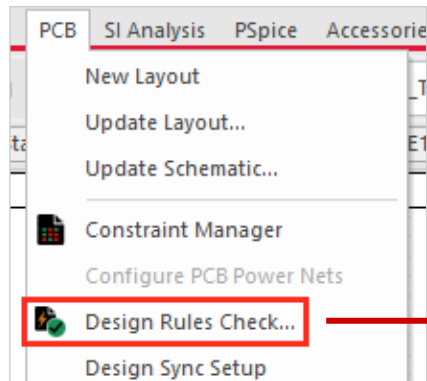 PCB SI Analysis PSpice Accessorie
New Layout
Update Layout...
Update Schematic...
Constraint Manager
Configure PCB Power Nets
Design Rules Check...
Design Sync Setup